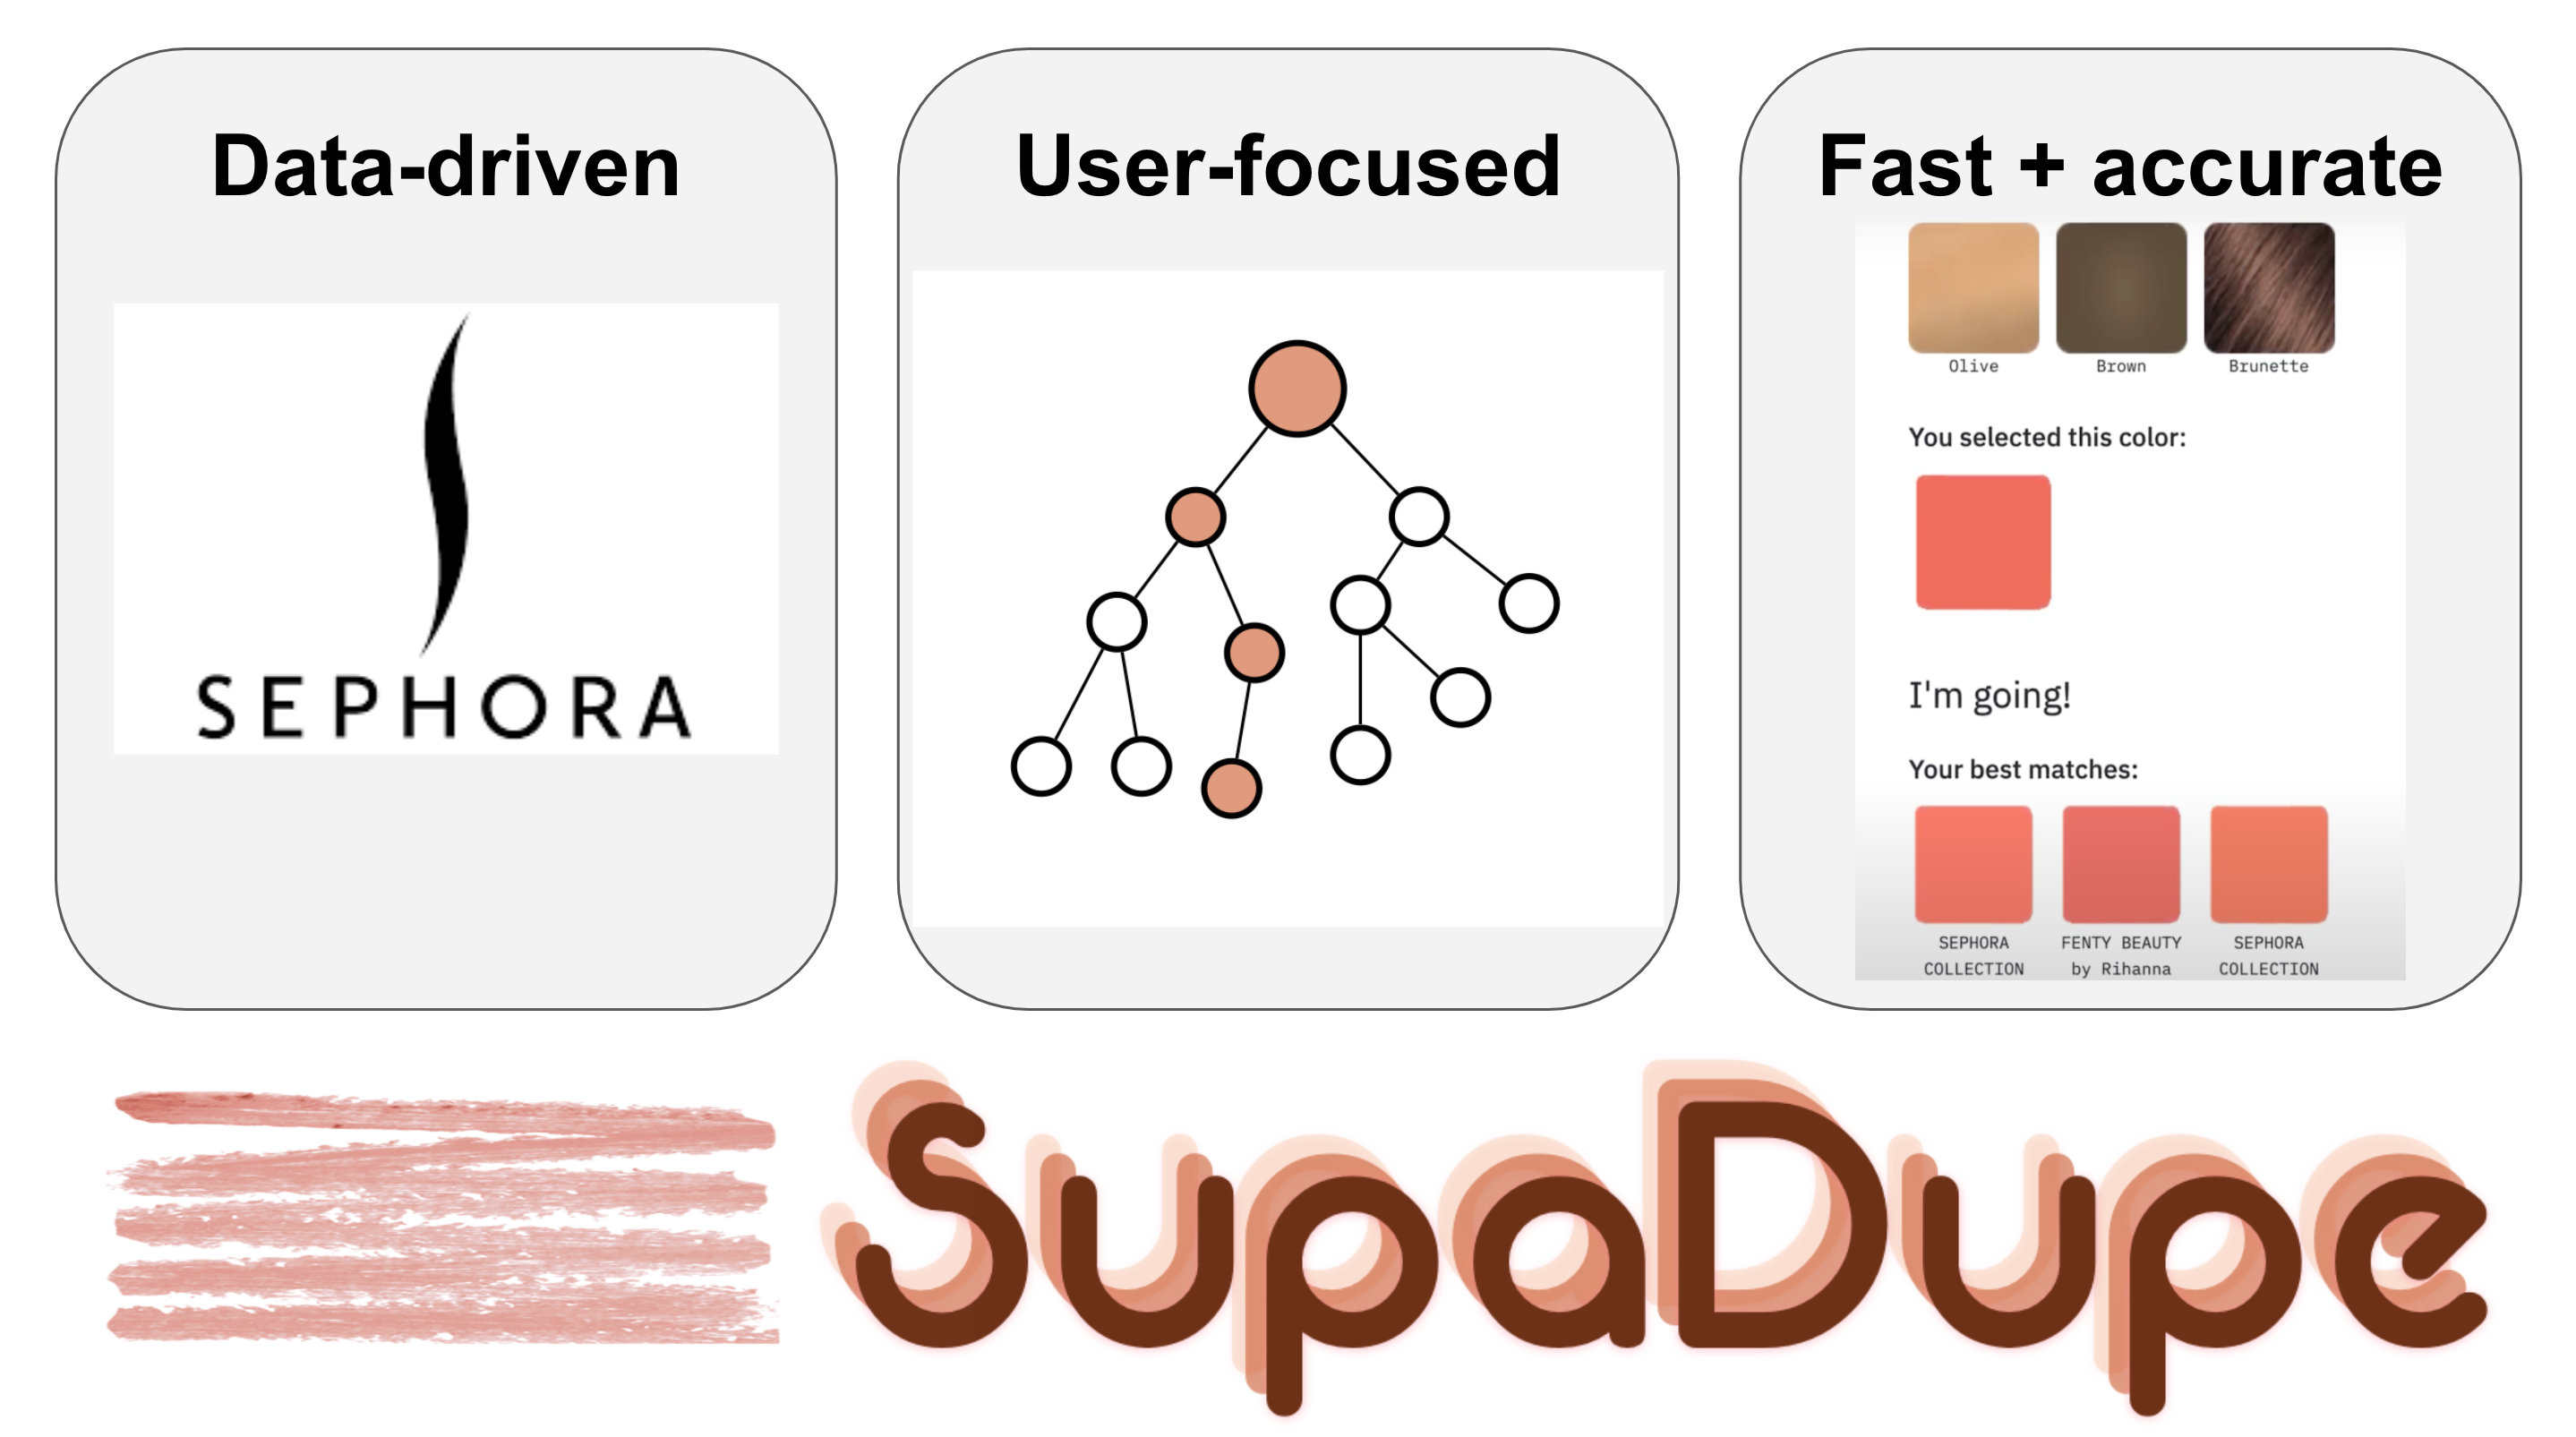 Data-driven
SEPHORA
User-focused
Fast + accurate
Olive Brown Brunette
You selected this color:
I'm going!
Your best matches:
SEPHORA FENTY BEAUTY SEPHORA
COLLECTION by Rihanna COLLECTION
SupaDupe